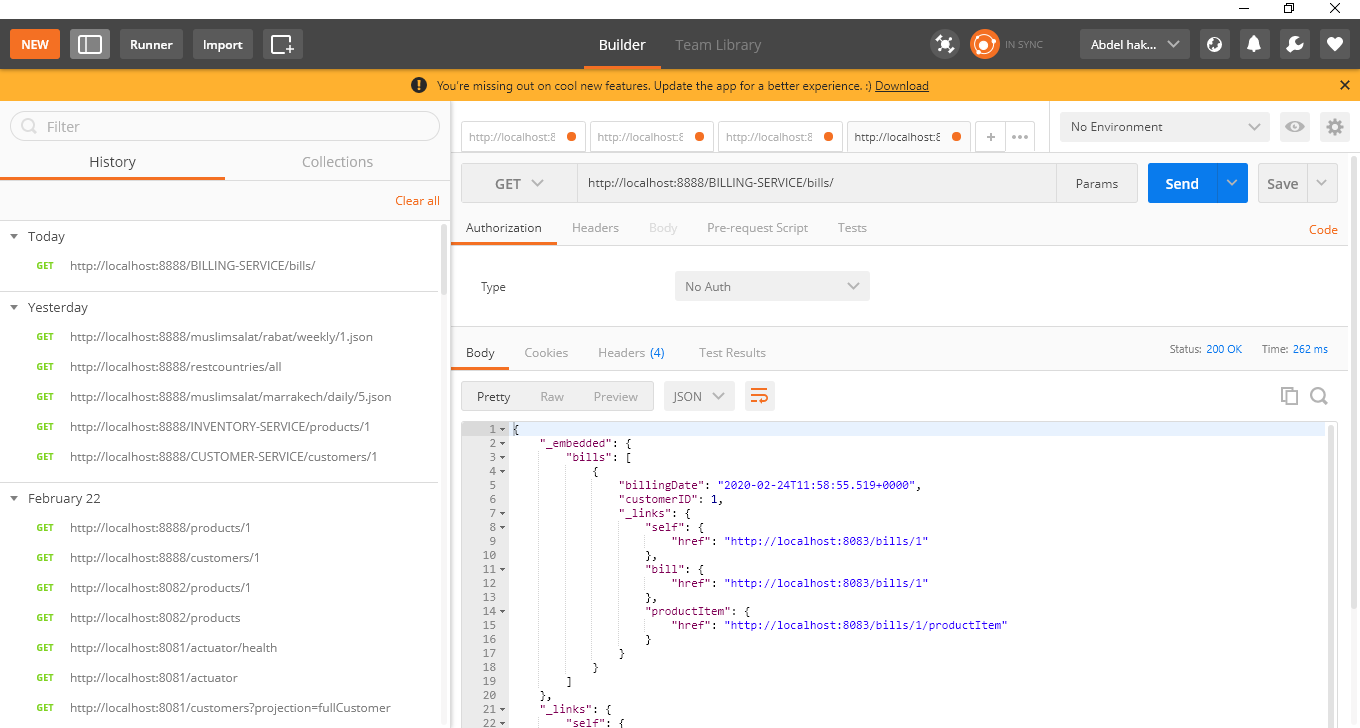 NEW
Runner
Import
Builder
Team Library
IN SYNC
Abdel hak...
You're missing out on cool new features. Update the app for a better experience. :) Download
Filter
History
Collections
Clear all
Today
GET http://localhost:8888/BILLING-SERVICE/bills/
Yesterday
GET http://localhost:8888/muslimsalat/rabat/weekly/1.json
GET http://localhost:8888/restcountries/all
GET http://localhost:8888/muslimsalat/marrakech/daily/5.json
GET http://localhost:8888/INVENTORY-SERVICE/products/1
GET http://localhost:8888/CUSTOMER-SERVICE/customers/1
February 22
GET http://localhost:8888/products/1
GET http://localhost:8888/customers/1
GET http://localhost:8082/products/1
GET http://localhost:8082/products
GET http://localhost:8081/actuator/health
GET http://localhost:8081/actuator
GET http://localhost:8081/customers?projection=fullCustomer
http://localhost:8
http://localhost:8
http://localhost:8
http://localhost:8
+
•••
No Environment
GET
http://localhost:8888/BILLING-SERVICE/bills/
Params
Send
Save
Authorization
Headers
Body
Pre-request Script
Tests
Code
Type
No Auth
Body
Cookies
Headers (4)
Test Results
Status: 200 OK
Time: 262 ms
Pretty
Raw
Preview
JSON
1 {
2 "_embedded": {
3 "bills": [
4 {
5 "billingDate": "2020-02-24T11:58:55.519+0000",
6 "customerID": 1,
7 "_links": {
8 "self": {
9 "href": "http://localhost:8083/bills/1"
10 },
11 "bill": {
12 "href": "http://localhost:8083/bills/1"
13 },
14 "productItem": {
15 "href": "http://localhost:8083/bills/1/productItem"
16 }
17 }
18 }
19 ]
20 },
21 "_links": {
22 "self": {